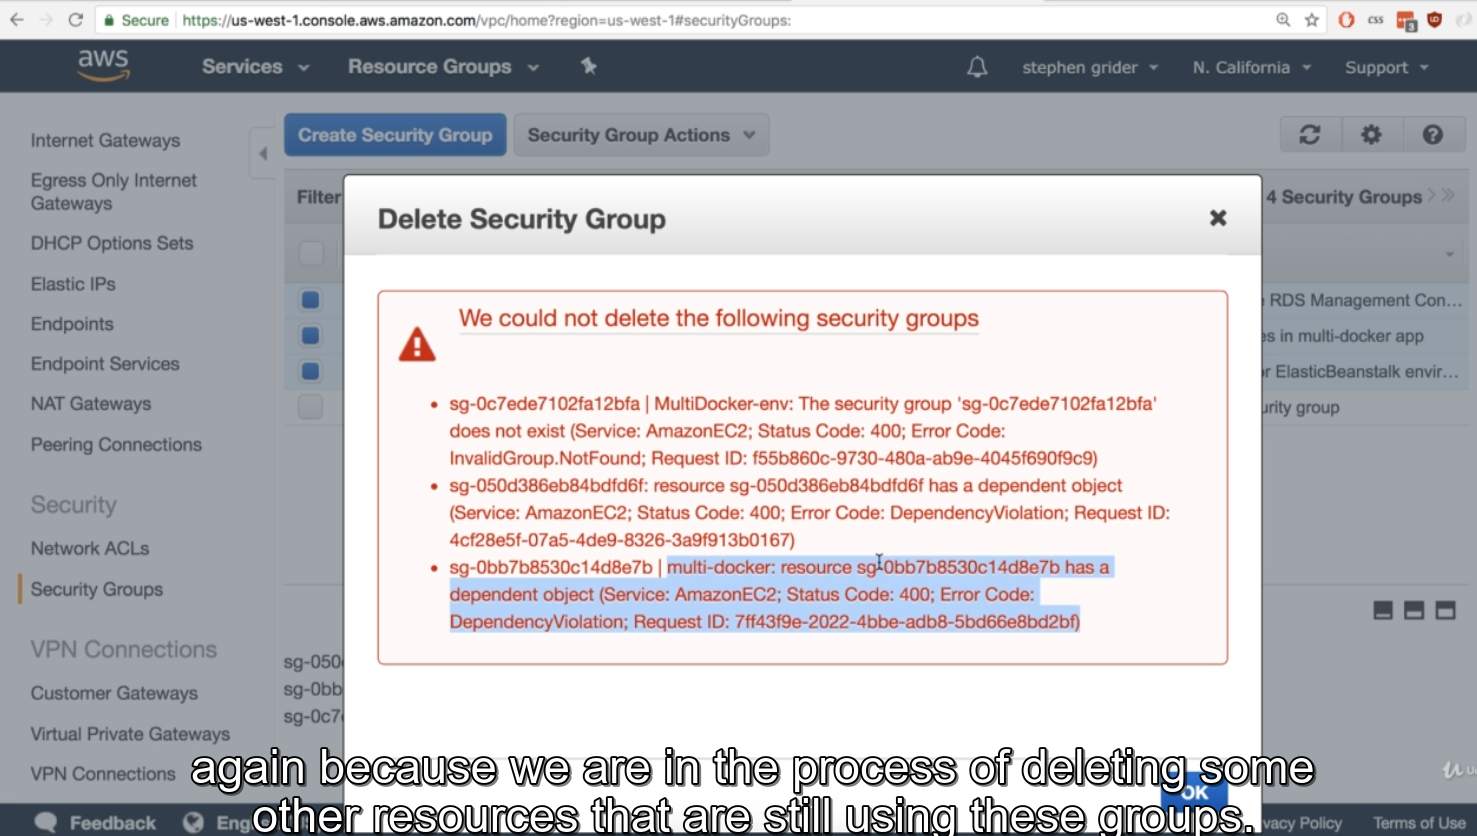 Secure https://us-west-1.console.aws.amazon.com/vpc/home?region=us-west-1#securityGroups:
css
3
aws Services Resource Groups stephen grider N. California Support
Internet Gateways
Egress Only Internet
Gateways
DHCP Options Sets
Elastic IPs
Endpoints
Endpoint Services
NAT Gateways
Peering Connections
Security
Network ACLs
Security Groups
VPN Connections
Customer Gateways
Virtual Private Gateways
VPN Connections
Create Security Group Security Group Actions
Filter
4 Security Groups
RDS Management Con...
es in multi-docker app
or ElasticBeanstalk envir...
urity group
Delete Security Group
We could not delete the following security groups
• sg-0c7ede7102fa12bfa | MultiDocker-env: The security group 'sg-0c7ede7102fa12bfa'
does not exist (Service: AmazonEC2; Status Code: 400; Error Code:
InvalidGroup.NotFound; Request ID: f55b860c-9730-480a-ab9e-4045f690f9c9)
• sg-050d386eb84bdfd6f: resource sg-050d386eb84bdfd6f has a dependent object
(Service: AmazonEC2; Status Code: 400; Error Code: DependencyViolation; Request ID:
4cf28e5f-07a5-4de9-8326-3a9f913b0167)
• sg-0bb7b8530c14d8e7b | multi-docker: resource sg-0bb7b8530c14d8e7b has a
dependent object (Service: AmazonEC2; Status Code: 400; Error Code:
DependencyViolation; Request ID: 7ff43f9e-2022-4bbe-adb8-5bd66e8bd2bf)
sg-050
sg-0bb
sg-0c7
OK
again because we are in the process of deleting some
other resources that are still using these groups.
Feedback Eng
vacy Policy Terms of Use